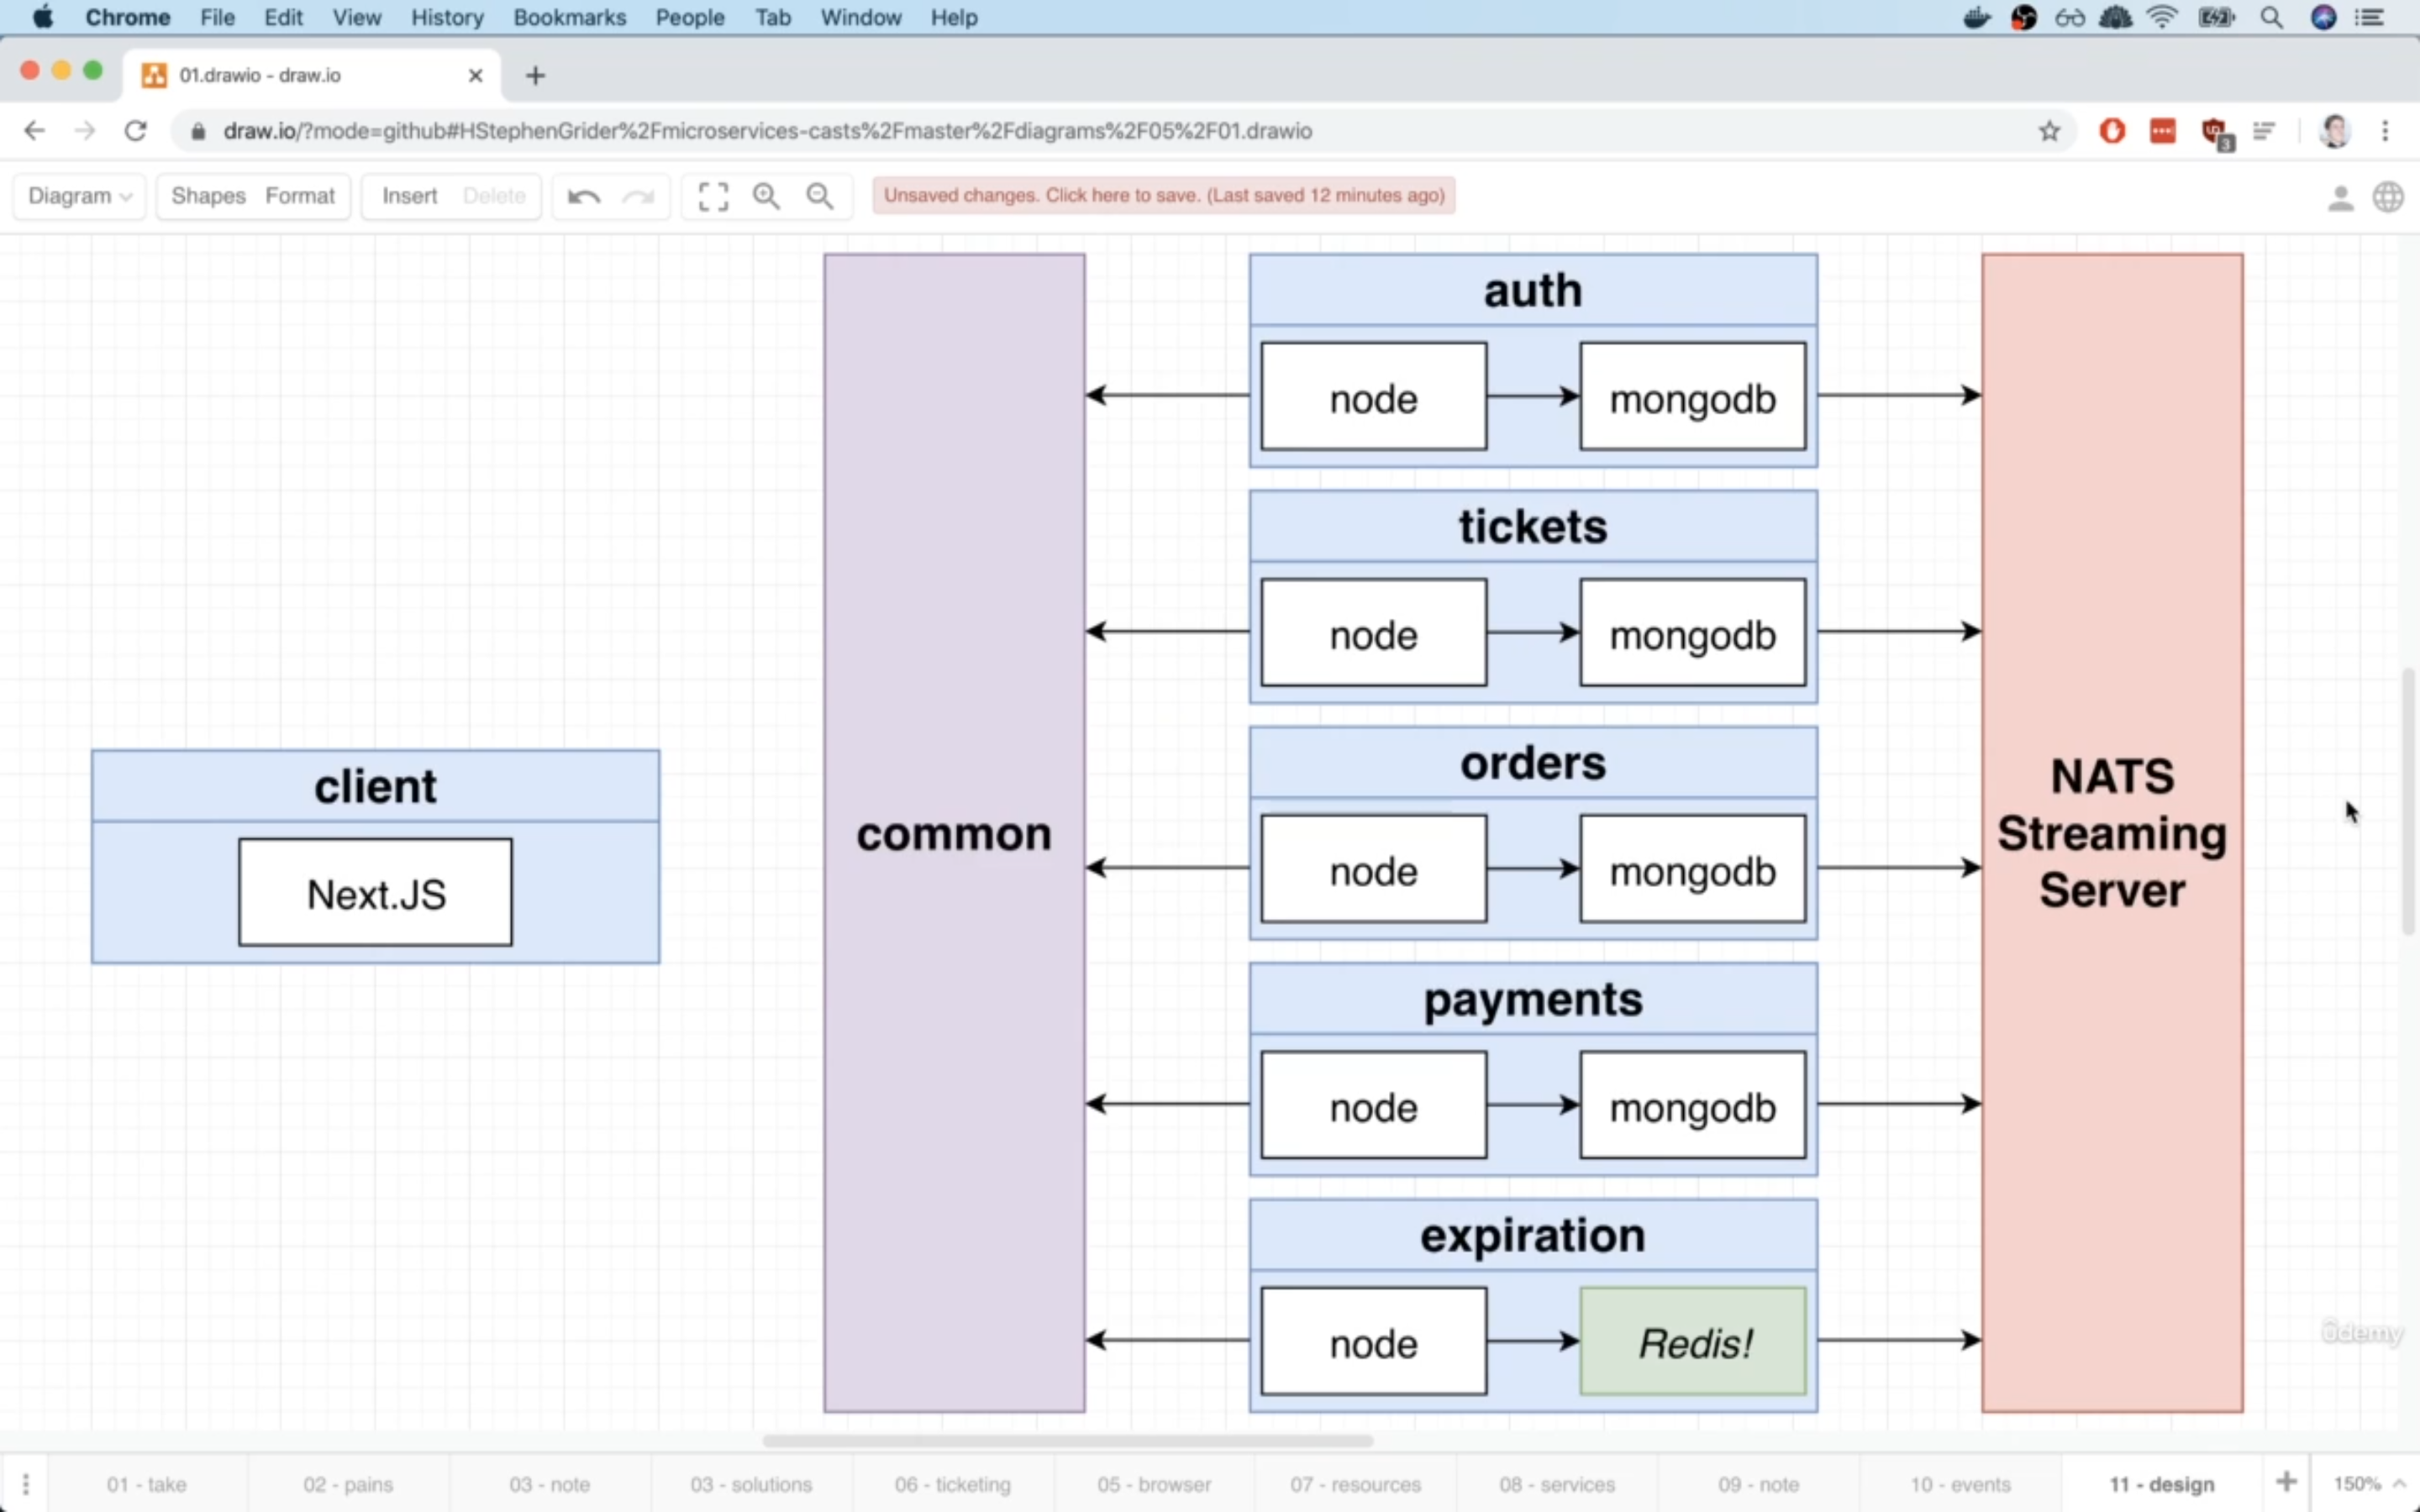 Chrome File Edit View History Bookmarks People Tab Window Help
01.drawio - draw.io
draw.io/?mode=github#HStephenGrider%2Fmicroservices-casts%2Fmaster%2Fdiagrams%2F05%2F01.drawio
3
Diagram Shapes Format Insert Delete Unsaved changes. Click here to save. (Last saved 12 minutes ago)
client
Next.JS
common
auth
node mongodb
tickets
node mongodb
orders
node mongodb
payments
node mongodb
expiration
node Redis!
NATS
Streaming
Server
ûdemy
01 - take 02 - pains 03 - note 03 - solutions 06 - ticketing 05 - browser 07 - resources 08 - services 09 - note 10 - events 11 - design 150%